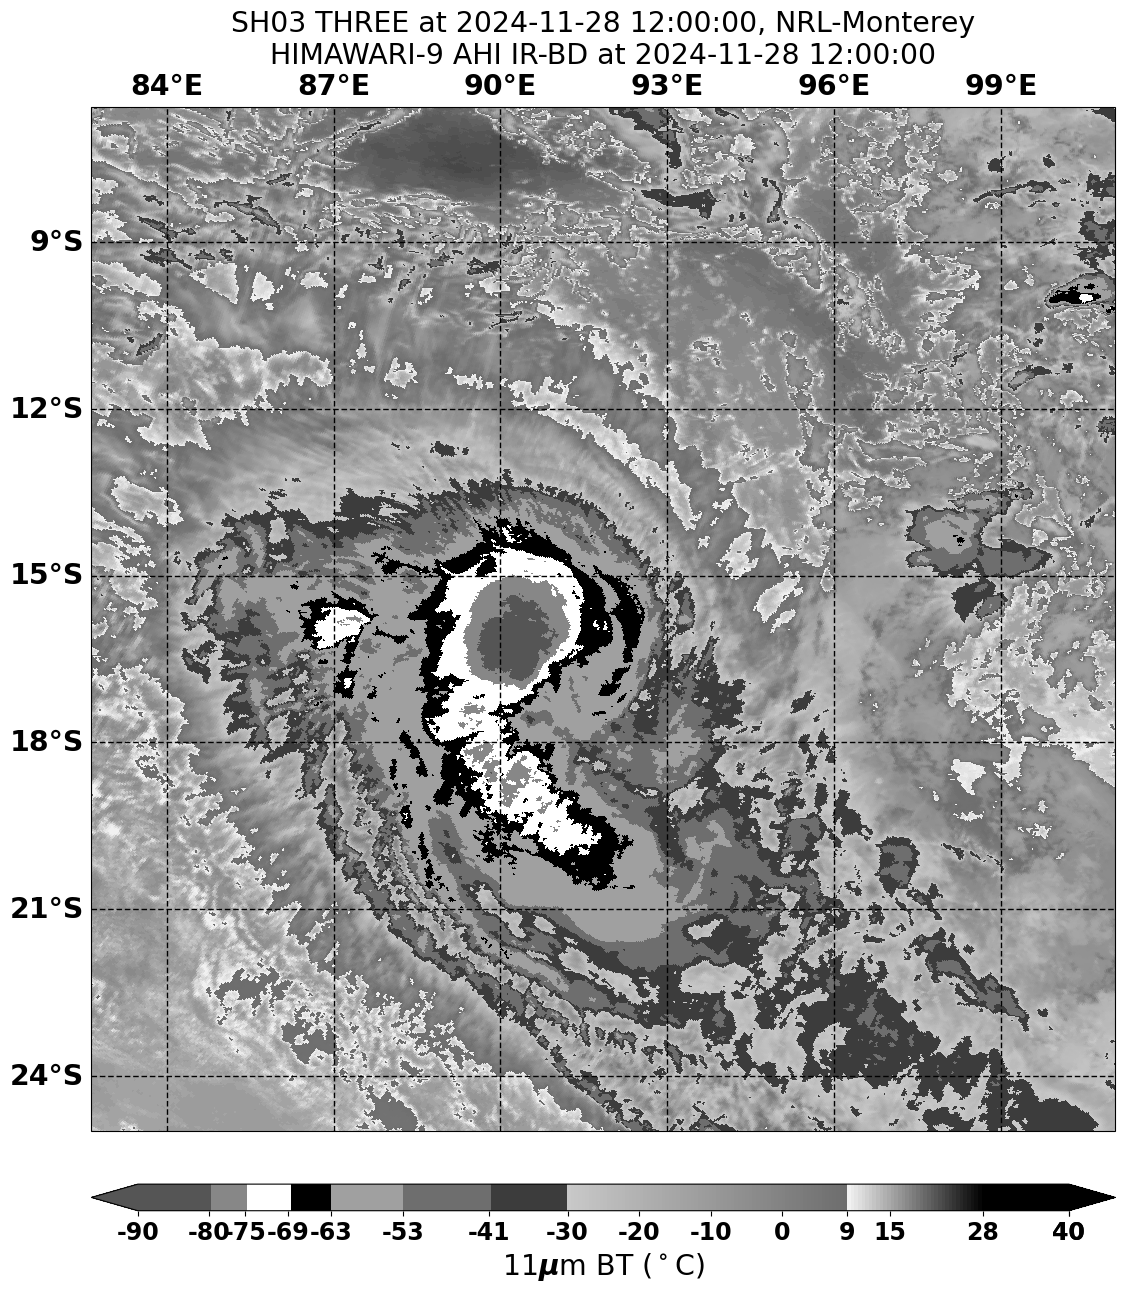 SH03 THREE at 2024-11-28 12:00:00, NRL-Monterey
HIMAWARI-9 AHI IR-BD at 2024-11-28 12:00:00
84°E 87°E 90°E 93°E 96°E 99°E
9°S
12°S
15°S
18°S
21°S
24°S
-90 -80 -75 -69 -63 -53 -41 -30 -20 -10 0 9 15 28 40
11μm BT (°C)